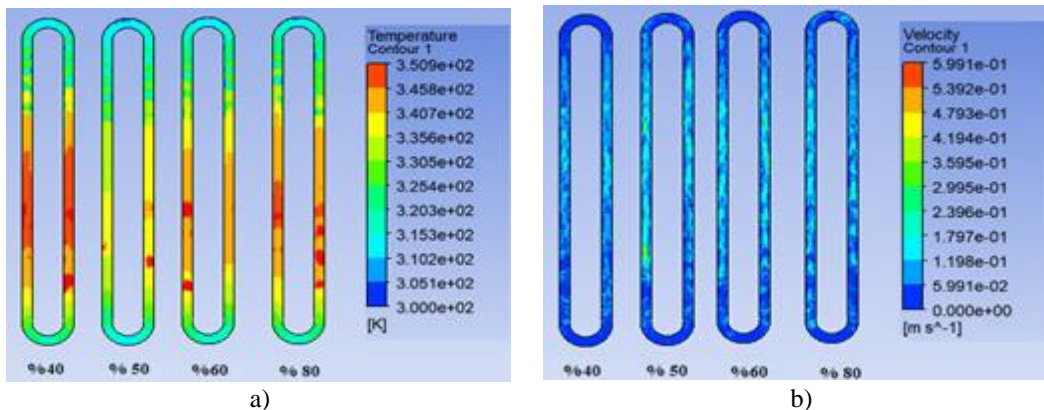 Temperature
Contour 1
3.509e+02
3.458e+02
3.407e+02
3.356e+02
3.305e+02
3.254e+02
3.203e+02
3.153e+02
3.102e+02
3.051e+02
3.000e+02
[K]
%40 % 50 %60 % 80
a)
Velocity
Contour 1
5.991e-01
5.392e-01
4.793e-01
4.194e-01
3.595e-01
2.995e-01
2.396e-01
1.797e-01
1.198e-01
5.991e-02
0.000e+00
[m s^-1]
%40 % 50 %60 % 80
b)